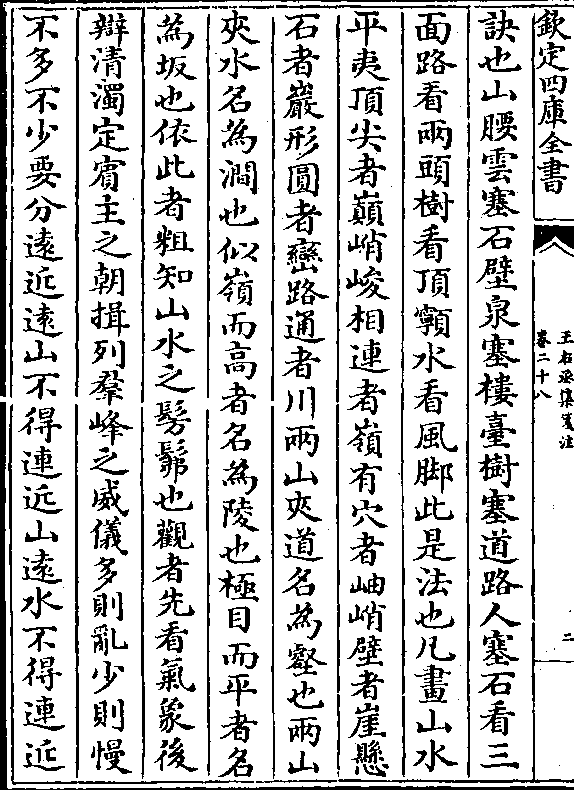 欽定四庫全書
王右丞集箋注
卷二十八
二
訣也山腰雲塞石壁泉塞樓臺樹塞道路人塞石看三
面路看兩頭樹看頂𩕳水看風脚此是法也凡畫山水
平夷頂尖者巔峭峻相連者嶺有穴者岫峭壁者崖懸
石者巖形圓者巒路通者川兩山夾道名為壑也兩山
夾水名為澗也似嶺而高者名為陵也極目而平者名
為坂也依此者粗知山水之髣髴也觀者先看氣象後
辯清濁定賓主之朝揖列羣峰之威儀多則亂少則慢
不多不少要分遠近遠山不得連近山遠水不得連近